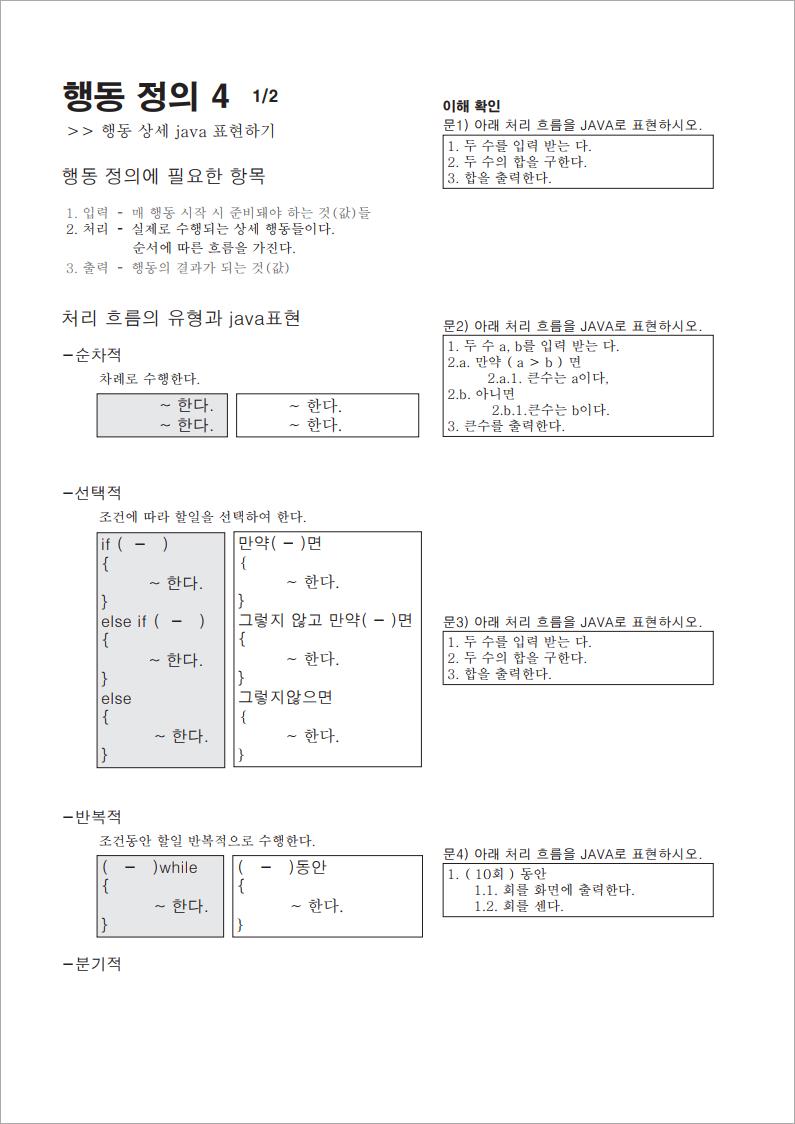 행동 정의 4 1/2
>> 행동 상세 java 표현하기
행동 정의에 필요한 항목
1. 입력 - 매 행동 시작 시 준비돼야 하는 것(값)들
2. 처리 - 실제로 수행되는 상세 행동들이다.
순서에 따른 흐름을 가진다.
3. 출력 - 행동의 결과가 되는 것(값)
처리 흐름의 유형과 java표현
-순차적
차례로 수행한다.
~ 한다.
~ 한다.
~ 한다.
~ 한다.
-선택적
조건에 따라 할일을 선택하여 한다.
if ( - )
{
~ 한다.
}
else if ( - )
{
~ 한다.
}
else
{
~ 한다.
}
만약( - )면
{
~ 한다.
}
그렇지 않고 만약( - )면
{
~ 한다.
}
그렇지않으면
{
~ 한다.
}
-반복적
조건동안 할일 반복적으로 수행한다.
( - )while
{
~ 한다.
}
( - )동안
{
~ 한다.
}
-분기적
이해 확인
문1) 아래 처리 흐름을 JAVA로 표현하시오.
1. 두 수를 입력 받는 다.
2. 두 수의 합을 구한다.
3. 합을 출력한다.
문2) 아래 처리 흐름을 JAVA로 표현하시오.
1. 두 수 a, b를 입력 받는 다.
2.a. 만약 ( a > b ) 면
2.a.1. 큰수는 a이다,
2.b. 아니면
2.b.1.큰수는 b이다.
3. 큰수를 출력한다.
문3) 아래 처리 흐름을 JAVA로 표현하시오.
1. 두 수를 입력 받는 다.
2. 두 수의 합을 구한다.
3. 합을 출력한다.
문4) 아래 처리 흐름을 JAVA로 표현하시오.
1. ( 10회 ) 동안
1.1. 회를 화면에 출력한다.
1.2. 회를 센다.